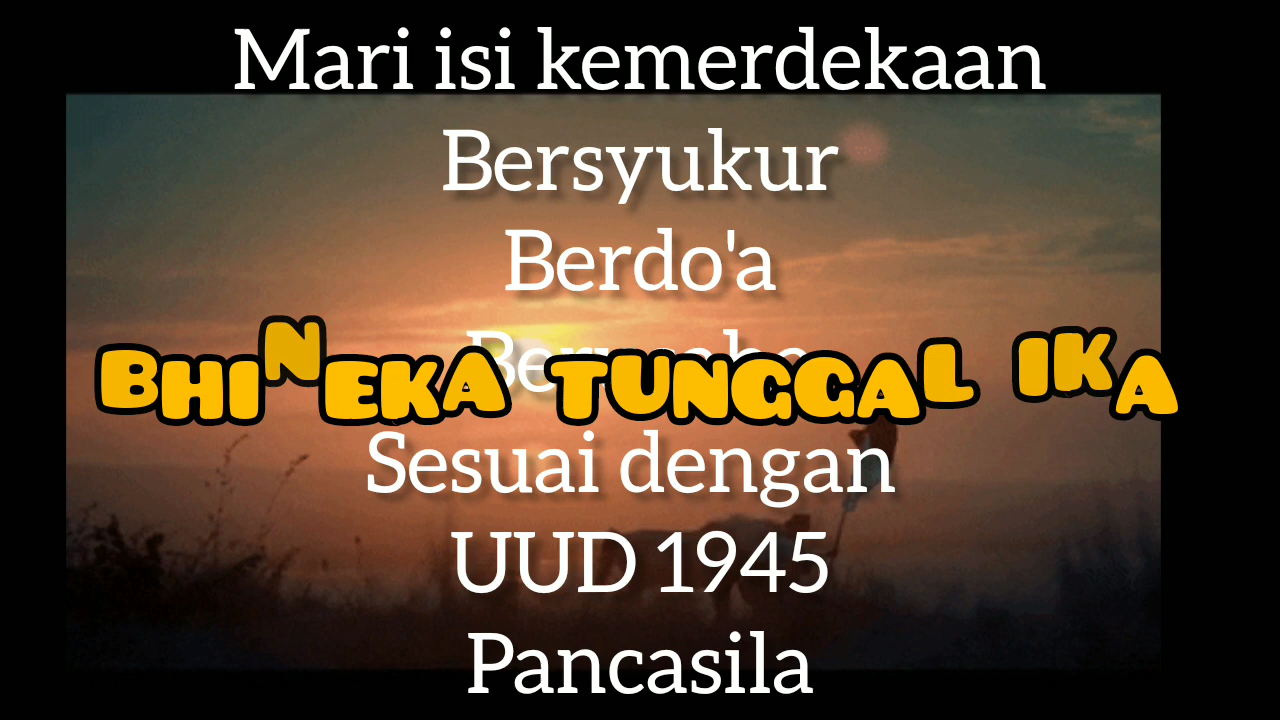 Mari isi kemerdekaan
Bersyukur
Berdo'a
BHINEKA TUNGGAL IKA
Sesuai dengan
UUD 1945
Pancasila